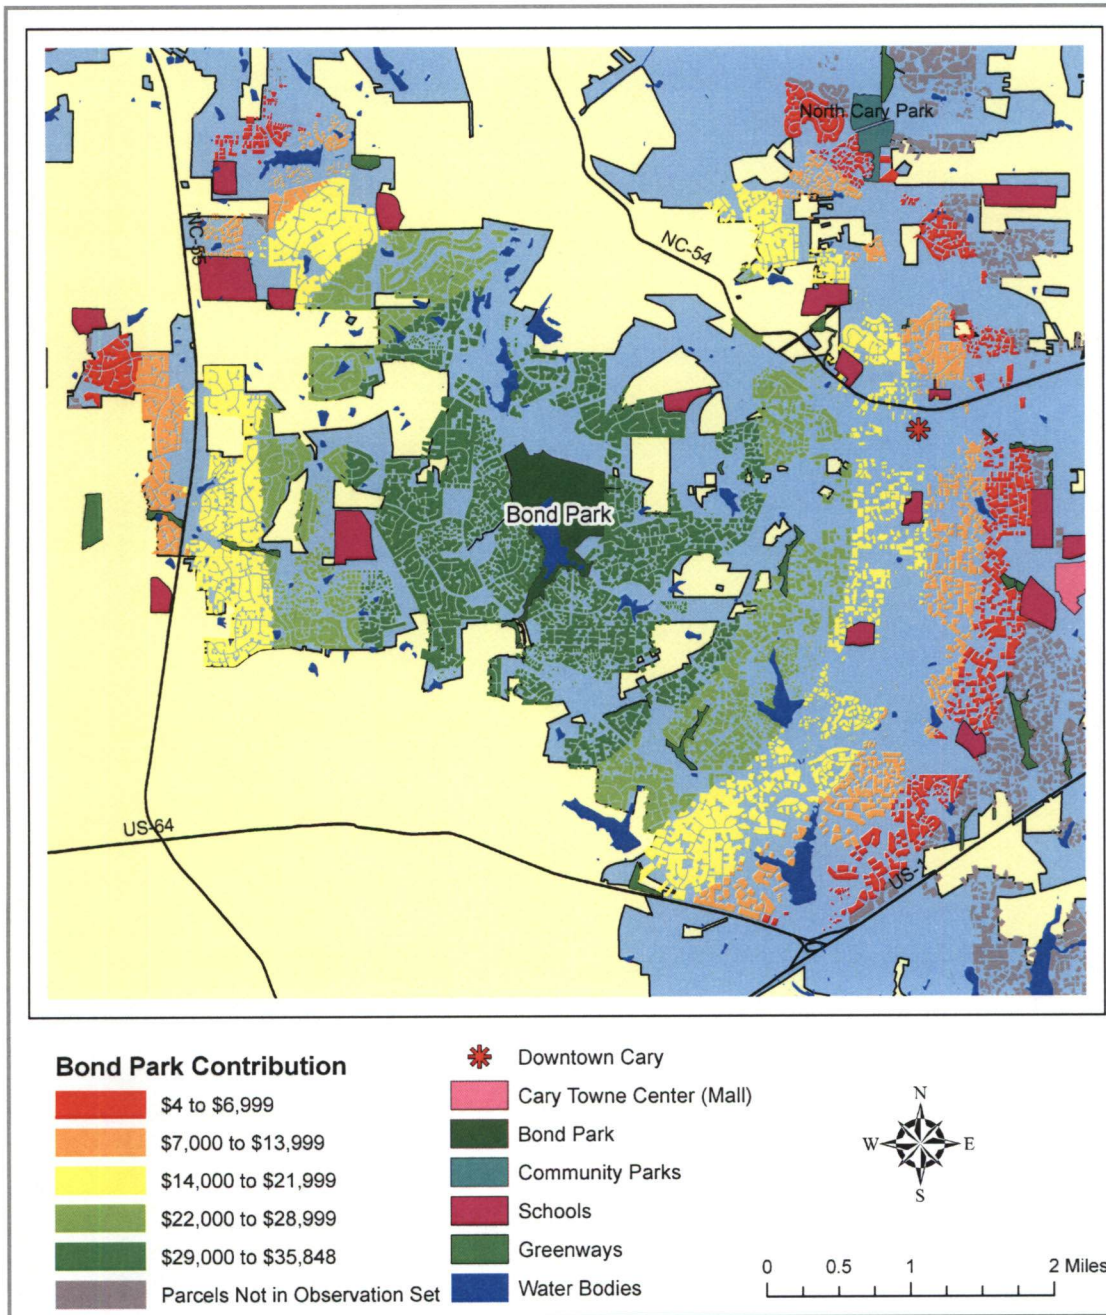 North Cary Park
NC-55
NC-54
Bond Park
US-64
US-1
Bond Park Contribution
$4 to $6,999
$7,000 to $13,999
$14,000 to $21,999
$22,000 to $28,999
$29,000 to $35,848
Parcels Not in Observation Set
Downtown Cary
Cary Towne Center (Mall)
Bond Park
Community Parks
Schools
Greenways
Water Bodies
N
W
E
S
0 0.5 1 2 Miles